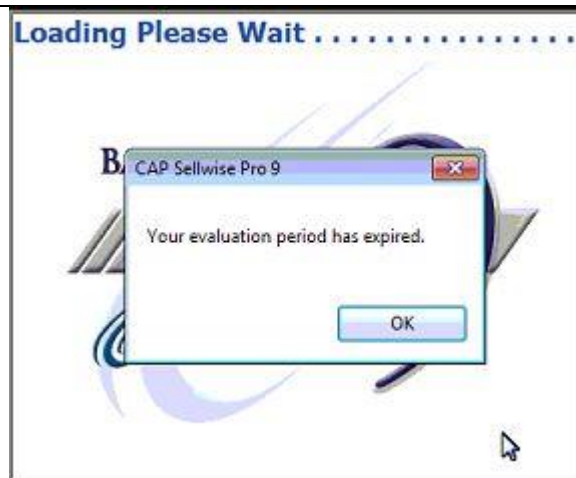 Loading Please Wait . . . . . . . . . . . . . . .
CAP Sellwise Pro 9
Your evaluation period has expired.
OK